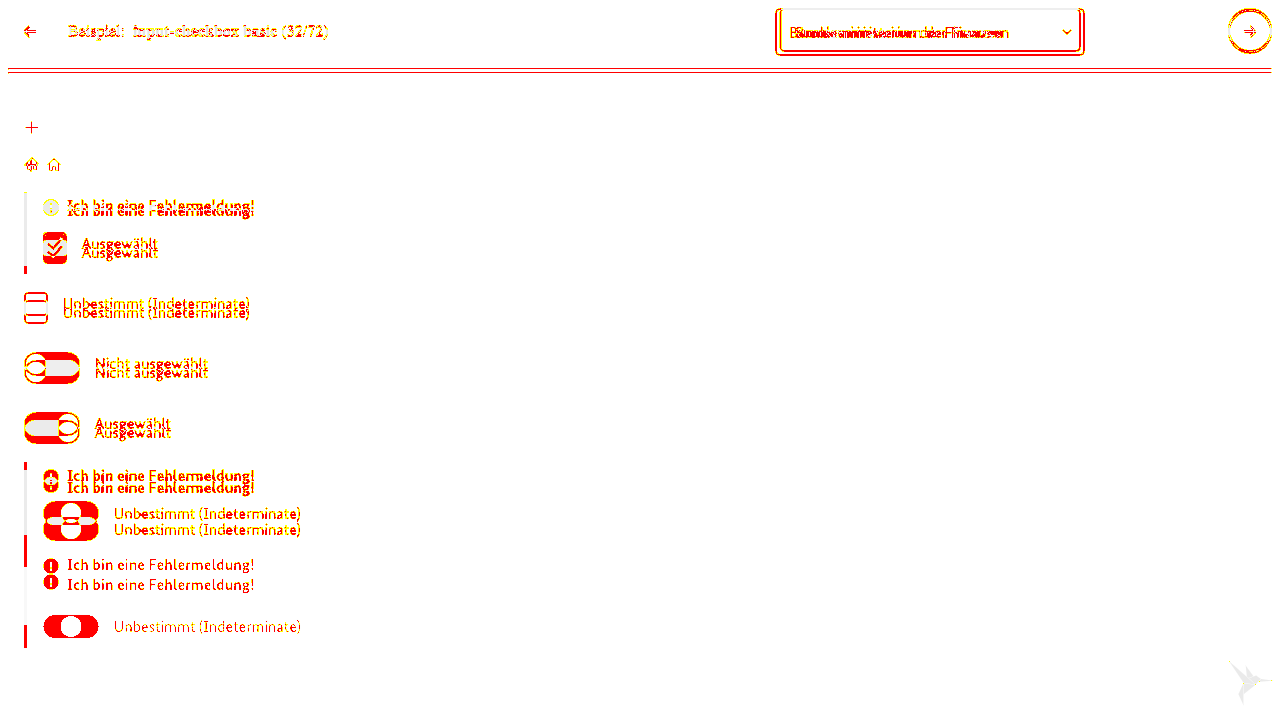 Beispiel: input-checkbox basic (32/72)
Ich bin eine Fehlermeldung!
Ich bin eine Fehlermeldung!
Ausgewählt
Ausgewählt
Unbestimmt (Indeterminate)
Unbestimmt (Indeterminate)
Nicht ausgewählt
Nicht ausgewählt
Ausgewählt
Ausgewählt
Ich bin eine Fehlermeldung!
Ich bin eine Fehlermeldung!
Unbestimmt (Indeterminate)
Unbestimmt (Indeterminate)
Ich bin eine Fehlermeldung!
Ich bin eine Fehlermeldung!
Unbestimmt (Indeterminate)